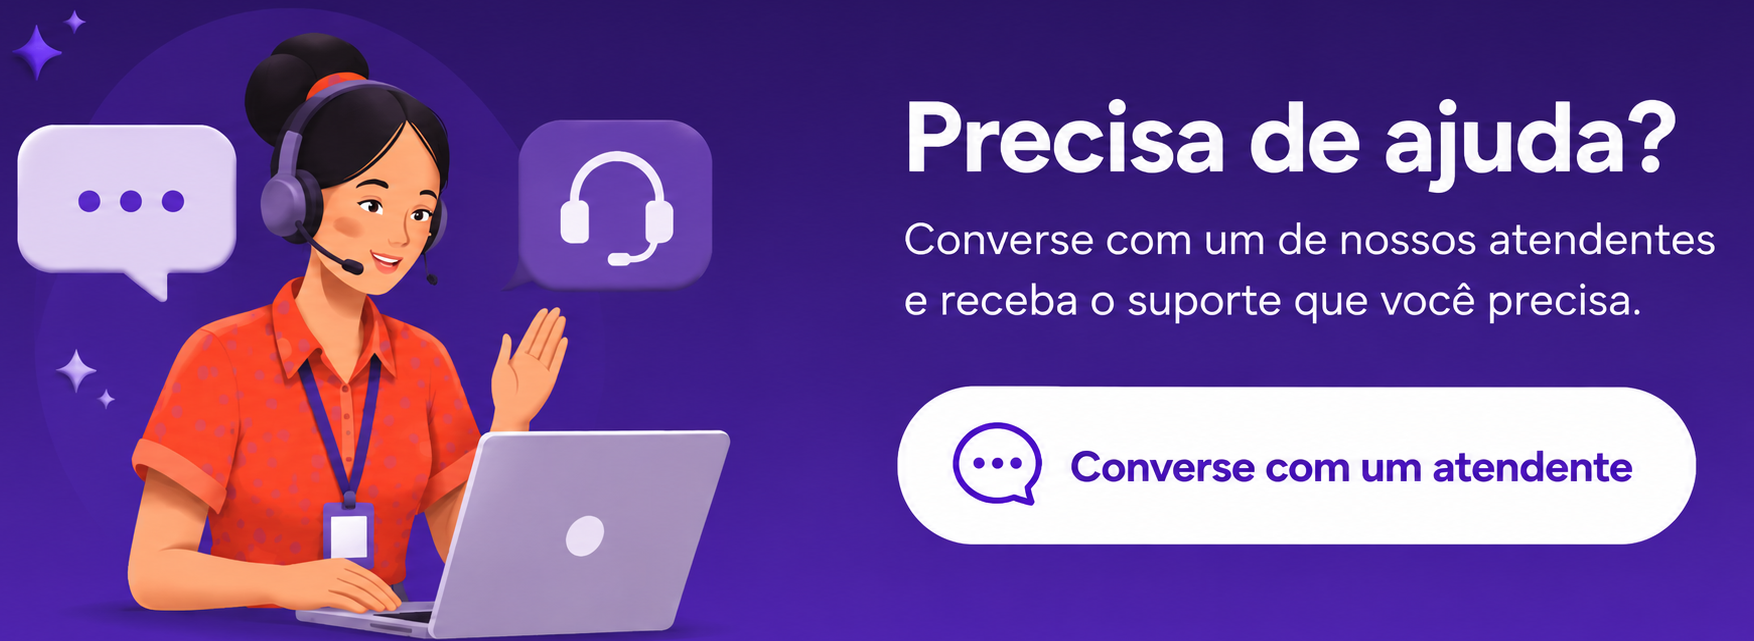 Precisa de ajuda?
Converse com um de nossos atendentes
e receba o suporte que você precisa.
Converse com um atendente